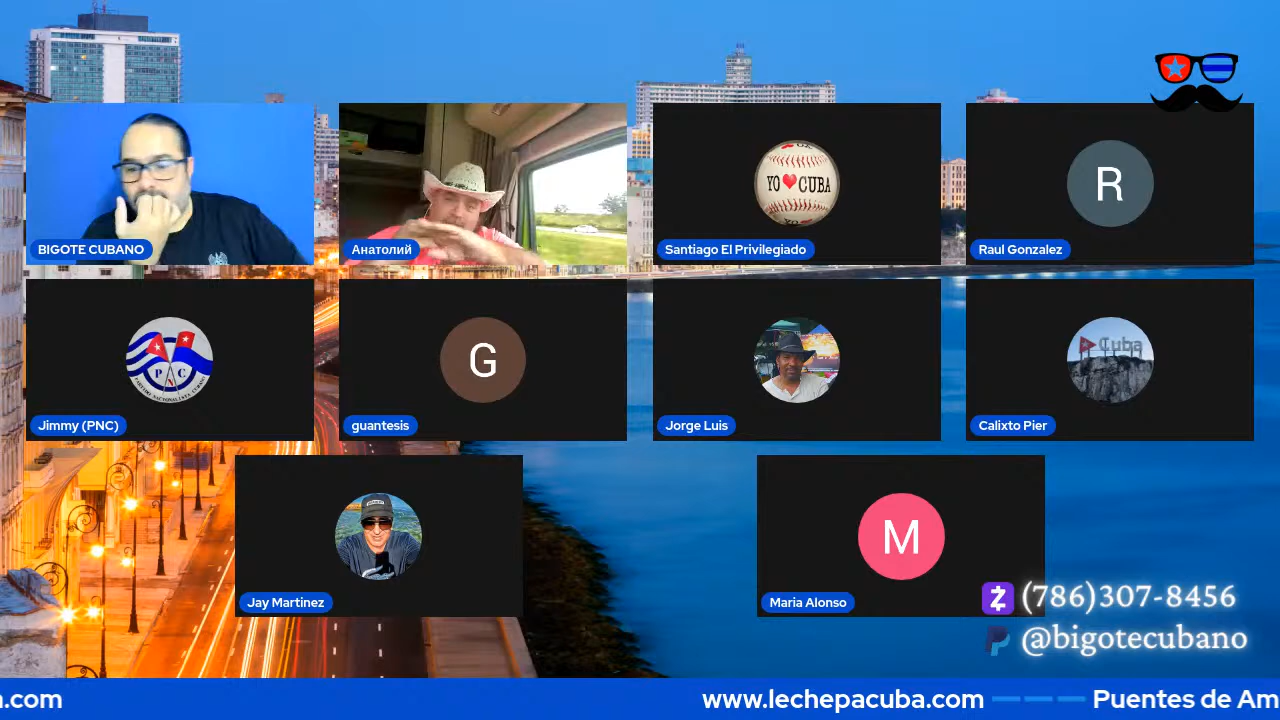 BIGOTE CUBANO
Анатолий
YO CUBA
Santiago El Privilegiado
R
Raul Gonzalez
P N C
Jimmy (PNC)
G
guantesis
Jorge Luis
Cuba
Calixto Pier
Jay Martinez
M
Maria Alonso
(786)307-8456
@bigotecubano
a.com
www.lechepacuba.com — — — Puentes de Am